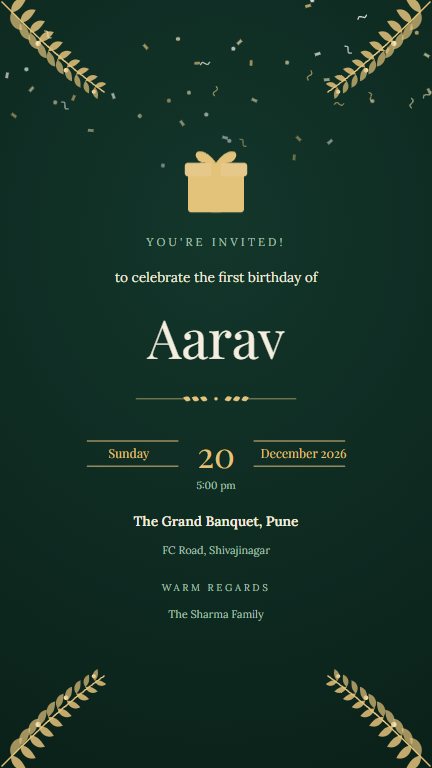 YOU'RE INVITED!
to celebrate the first birthday of
Aarav
Sunday 20 December 2026
5:00 pm
The Grand Banquet, Pune
FC Road, Shivajinagar
WARM REGARDS
The Sharma Family